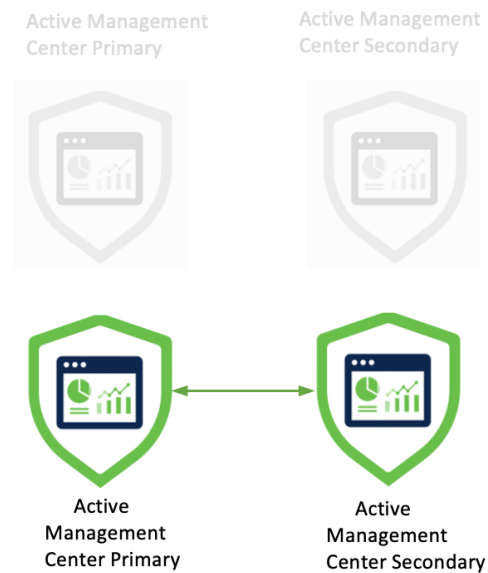 Active Management
Center Primary
Active Management
Center Secondary
Active
Management
Center Primary
Active
Management
Center Secondary